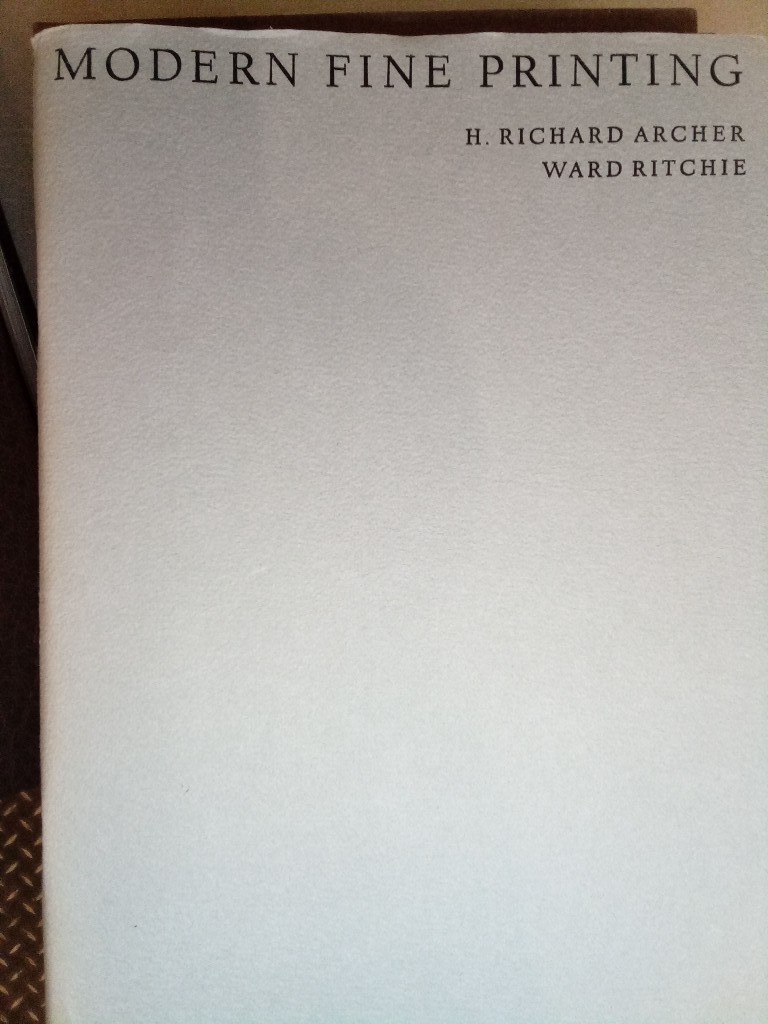 MODERN FINE PRINTING
H. RICHARD ARCHER
WARD RITCHIE